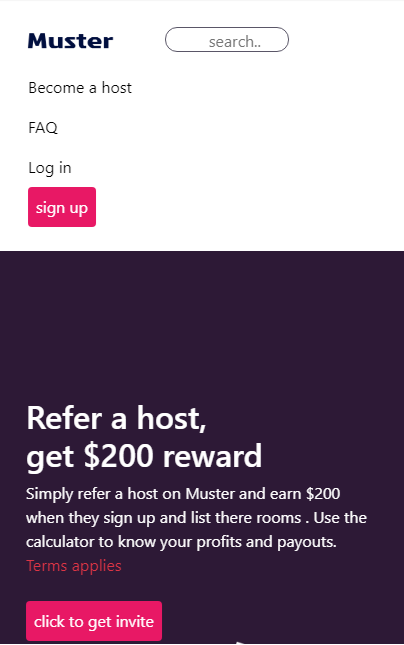 Muster
search..
Become a host
FAQ
Log in
sign up
Refer a host,
get $200 reward
Simply refer a host on Muster and earn $200
when they sign up and list there rooms . Use the
calculator to know your profits and payouts.
Terms applies
click to get invite